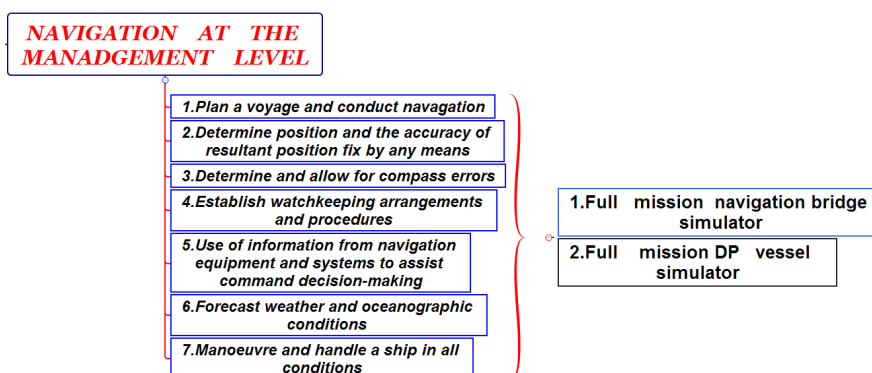 NAVIGATION AT THE
MANADGEMENT LEVEL
1.Plan a voyage and conduct navagation
2.Determine position and the accuracy of
resultant position fix by any means
3.Determine and allow for compass errors
4.Establish watchkeeping arrangements
and procedures
5.Use of information from navigation
equipment and systems to assist
command decision-making
6.Forecast weather and oceanographic
conditions
7.Manoeuvre and handle a ship in all
conditions
1.Full mission navigation bridge
simulator
2.Full mission DP vessel
simulator